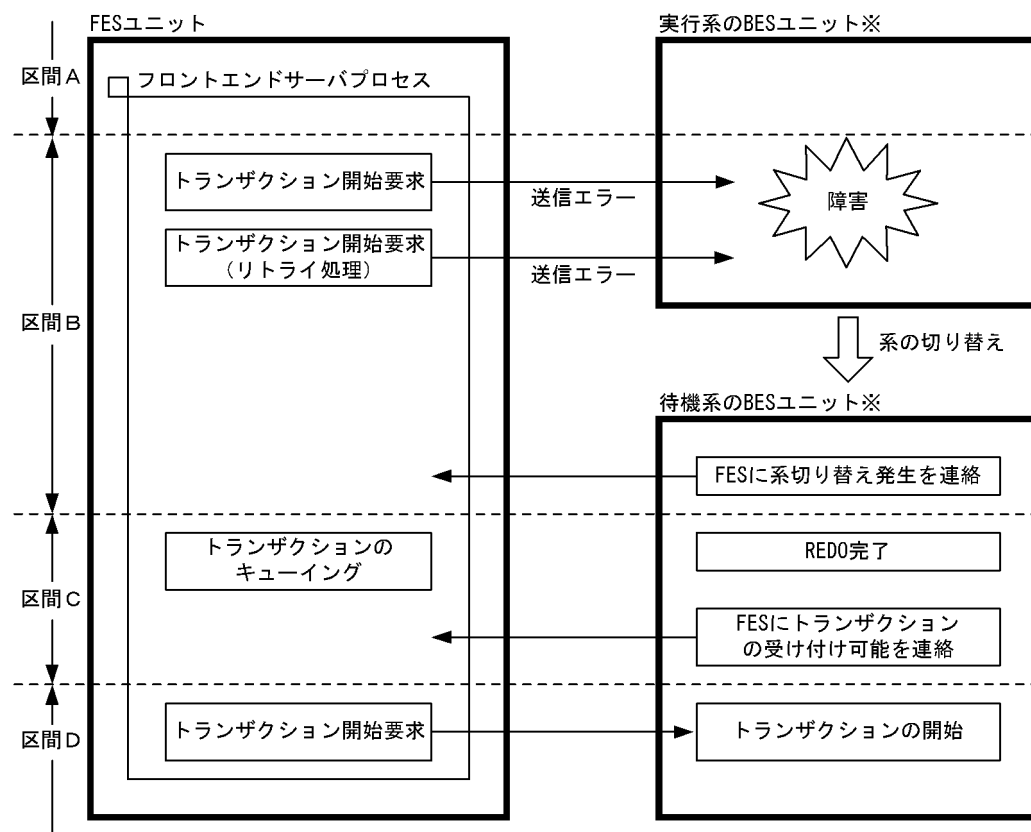 FESユニット
実行系のBESユニット※
区間A
フロントエンドサーバプロセス
トランザクション開始要求
送信エラー
障害
トランザクション開始要求
(リトライ処理)
送信エラー
区間B
系の切り替え
待機系のBESユニット※
FESに系切り替え発生を連絡
トランザクションの
キューイング
REDO完了
区間C
FESにトランザクション
の受け付け可能を連絡
区間D
トランザクション開始要求
トランザクションの開始